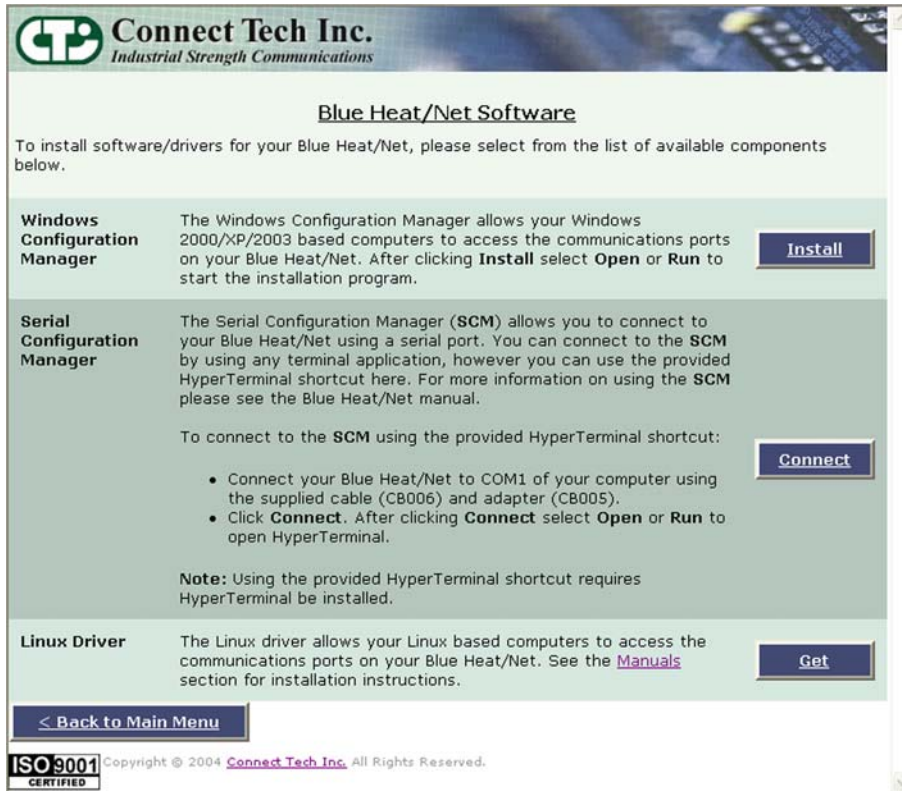 CTi Connect Tech Inc.
Industrial Strength Communications
Blue Heat/Net Software
To install software/drivers for your Blue Heat/Net, please select from the list of available components
below.
Windows
Configuration
Manager
The Windows Configuration Manager allows your Windows
2000/XP/2003 based computers to access the communications ports
on your Blue Heat/Net. After clicking Install select Open or Run to
start the installation program.
Install
Serial
Configuration
Manager
The Serial Configuration Manager (SCM) allows you to connect to
your Blue Heat/Net using a serial port. You can connect to the SCM
by using any terminal application, however you can use the provided
HyperTerminal shortcut here. For more information on using the SCM
please see the Blue Heat/Net manual.
To connect to the SCM using the provided HyperTerminal shortcut:
• Connect your Blue Heat/Net to COM1 of your computer using
the supplied cable (CB006) and adapter (CB005).
• Click Connect. After clicking Connect select Open or Run to
open HyperTerminal.
Note: Using the provided HyperTerminal shortcut requires
HyperTerminal be installed.
Connect
Linux Driver
The Linux driver allows your Linux based computers to access the
communications ports on your Blue Heat/Net. See the Manuals
section for installation instructions.
Get
< Back to Main Menu
ISO 9001
CERTIFIED
Copyright © 2004 Connect Tech Inc. All Rights Reserved.